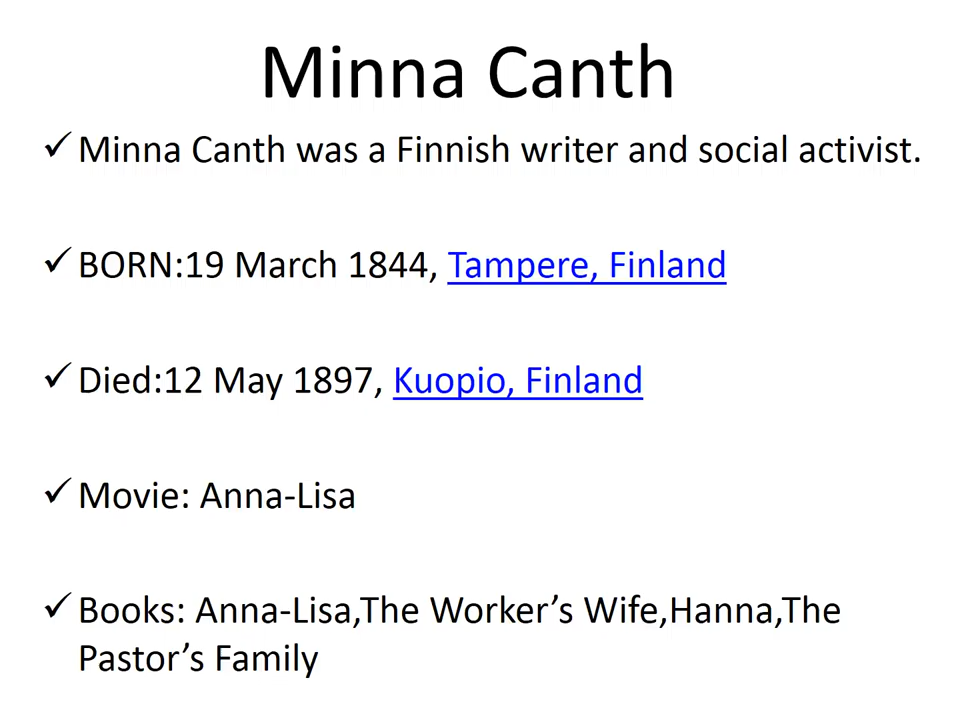 Minna Canth
✓ Minna Canth was a Finnish writer and social activist.
✓ BORN:19 March 1844, Tampere, Finland
✓ Died:12 May 1897, Kuopio, Finland
✓ Movie: Anna-Lisa
✓ Books: Anna-Lisa,The Worker’s Wife,Hanna,The
Pastor’s Family